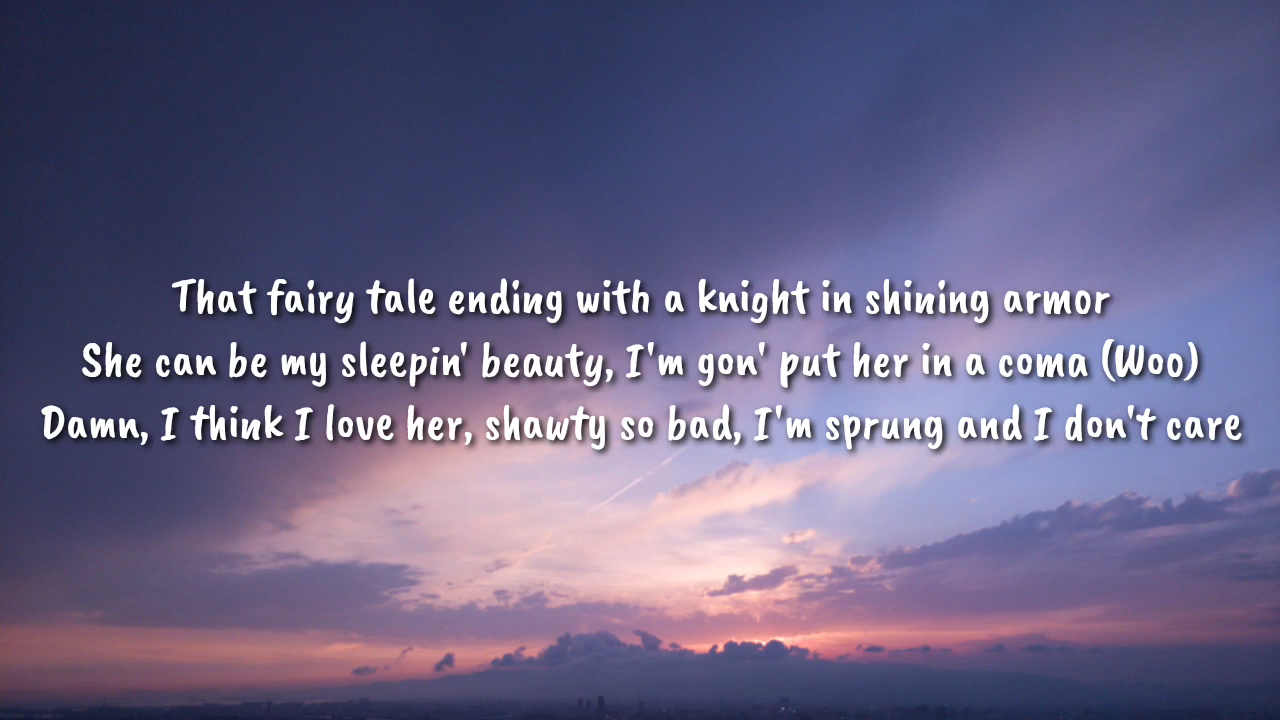 That fairy tale ending with a knight in shining armor
She can be my sleepin' beauty, I'm gon' put her in a coma (Woo)
Damn, I think I love her, shawty so bad, I'm sprung and I don't care